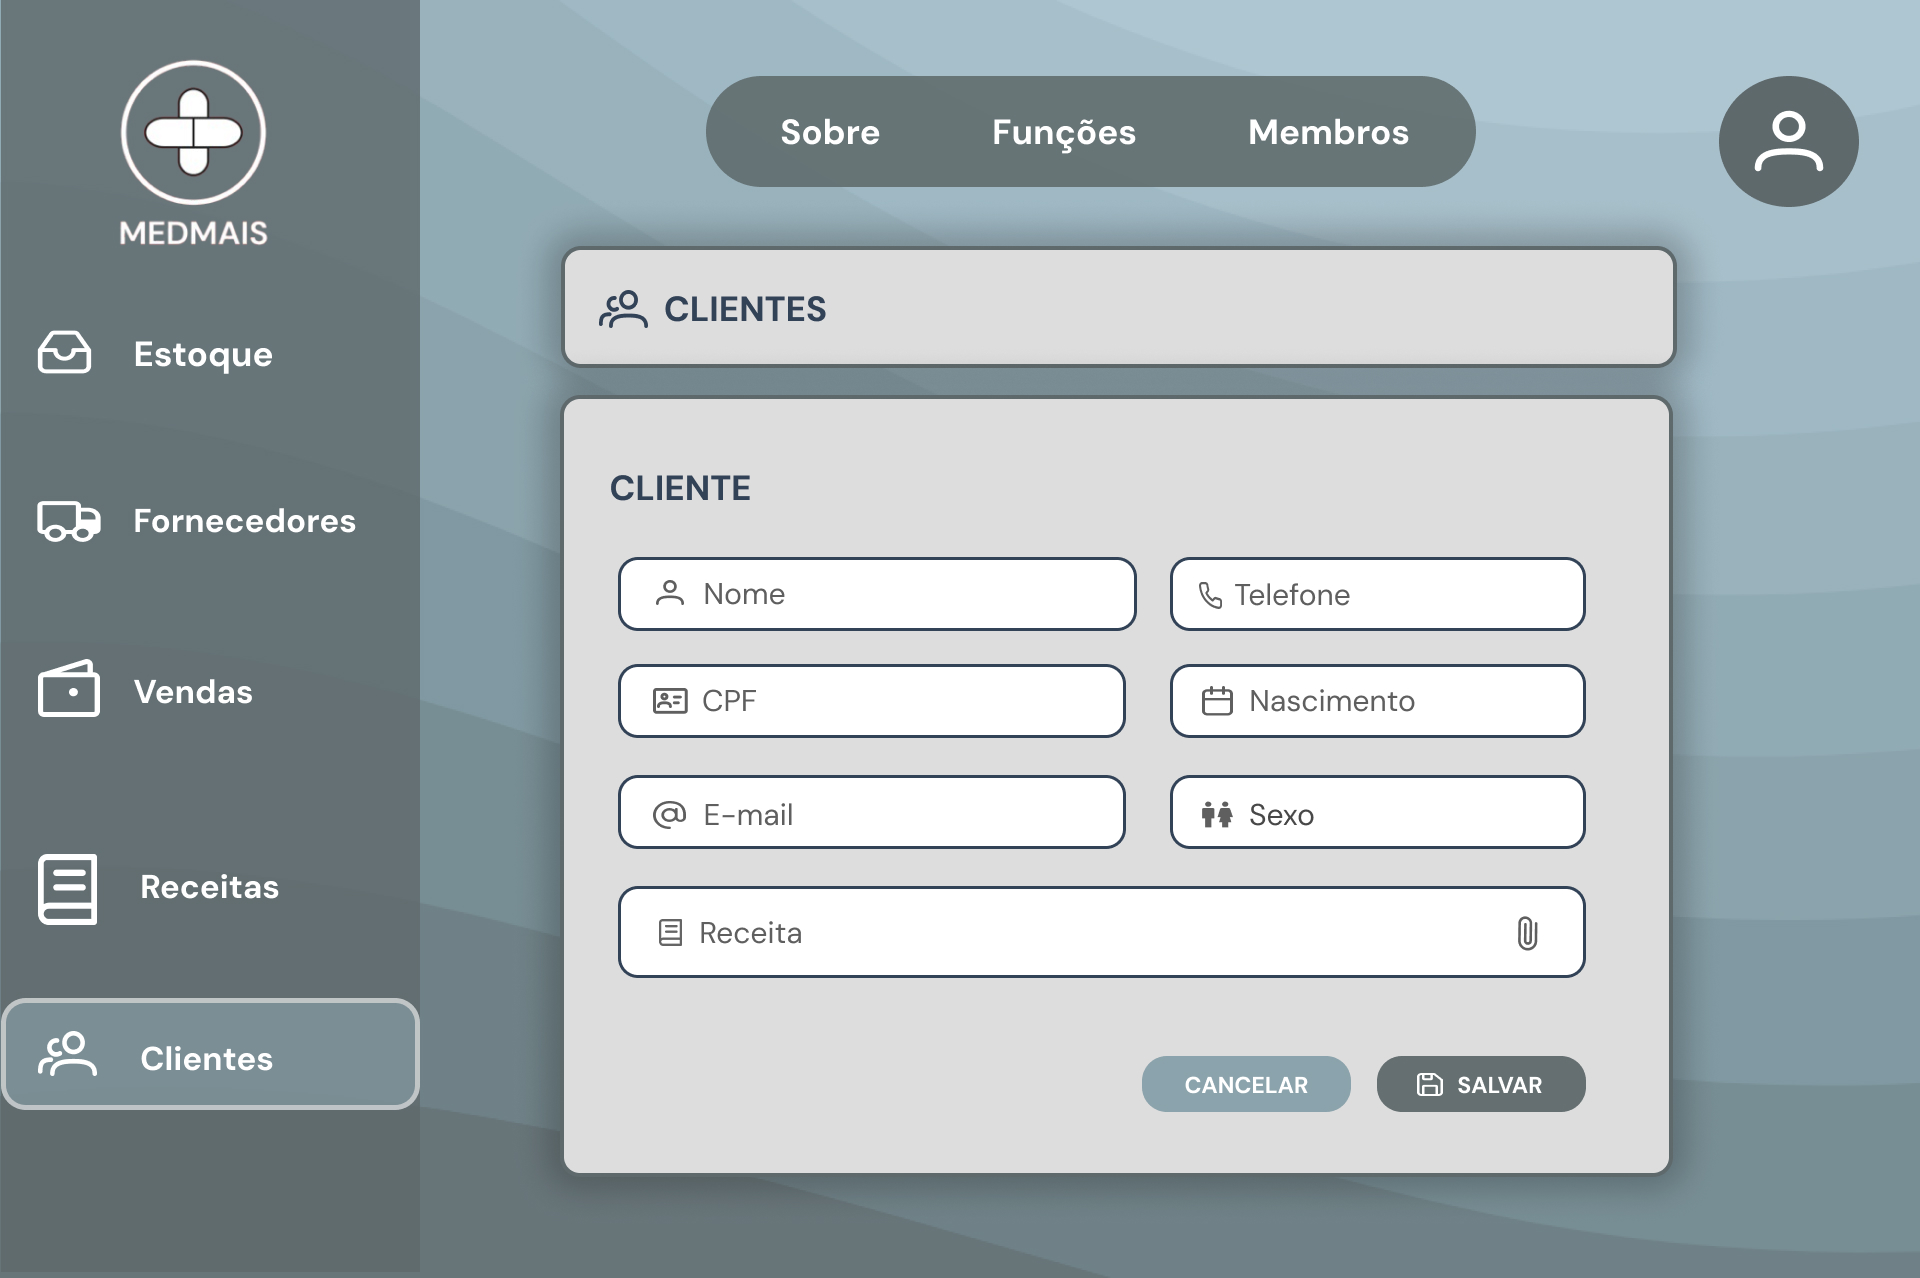 MEDMAIS
Estoque
Fornecedores
Vendas
Receitas
Clientes
Sobre Funções Membros
CLIENTES
CLIENTE
Nome Telefone
CPF Nascimento
E-mail Sexo
Receita
CANCELAR SALVAR